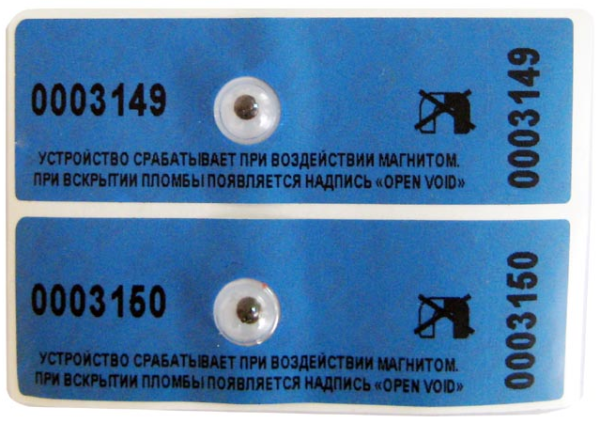 0003149
0003149
УСТРОЙСТВО СРАБАТЫВАЕТ ПРИ ВОЗДЕЙСТВИИ МАГНИТОМ.
ПРИ ВСКРЫТИИ ПЛОМБЫ ПОЯВЛЯЕТСЯ НАДПИСЬ «OPEN VOID»
0003150
0003150
УСТРОЙСТВО СРАБАТЫВАЕТ ПРИ ВОЗДЕЙСТВИИ МАГНИТОМ.
ПРИ ВСКРЫТИИ ПЛОМБЫ ПОЯВЛЯЕТСЯ НАДПИСЬ «OPEN VOID»